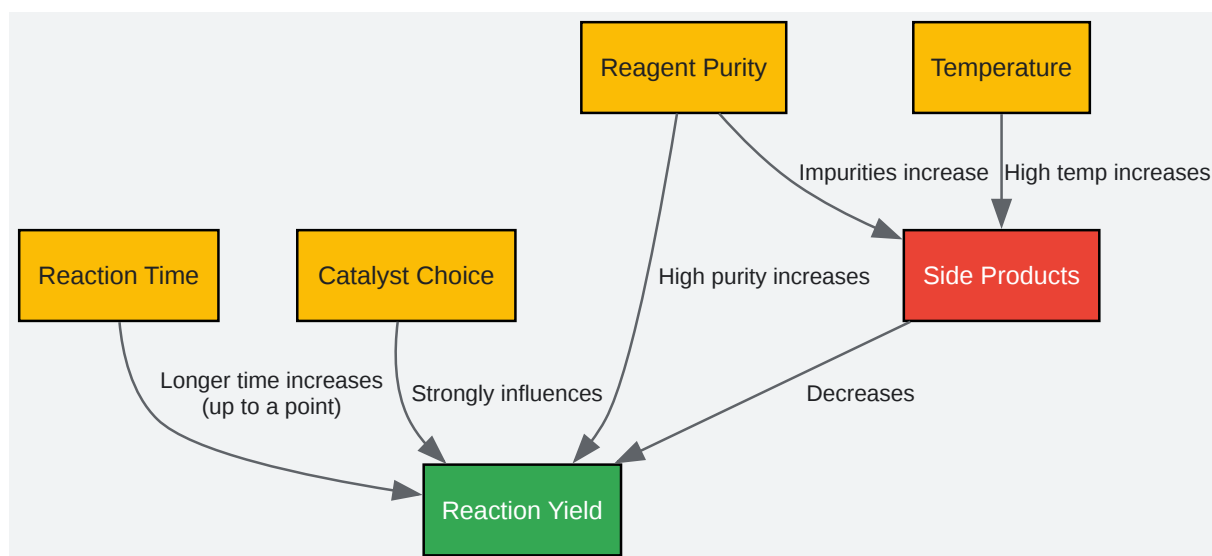 Reagent Purity
Temperature
Impurities increase
High temp increases
Reaction Time
Catalyst Choice
High purity increases
Side Products
Longer time increases
(up to a point)
Strongly influences
Decreases
Reaction Yield